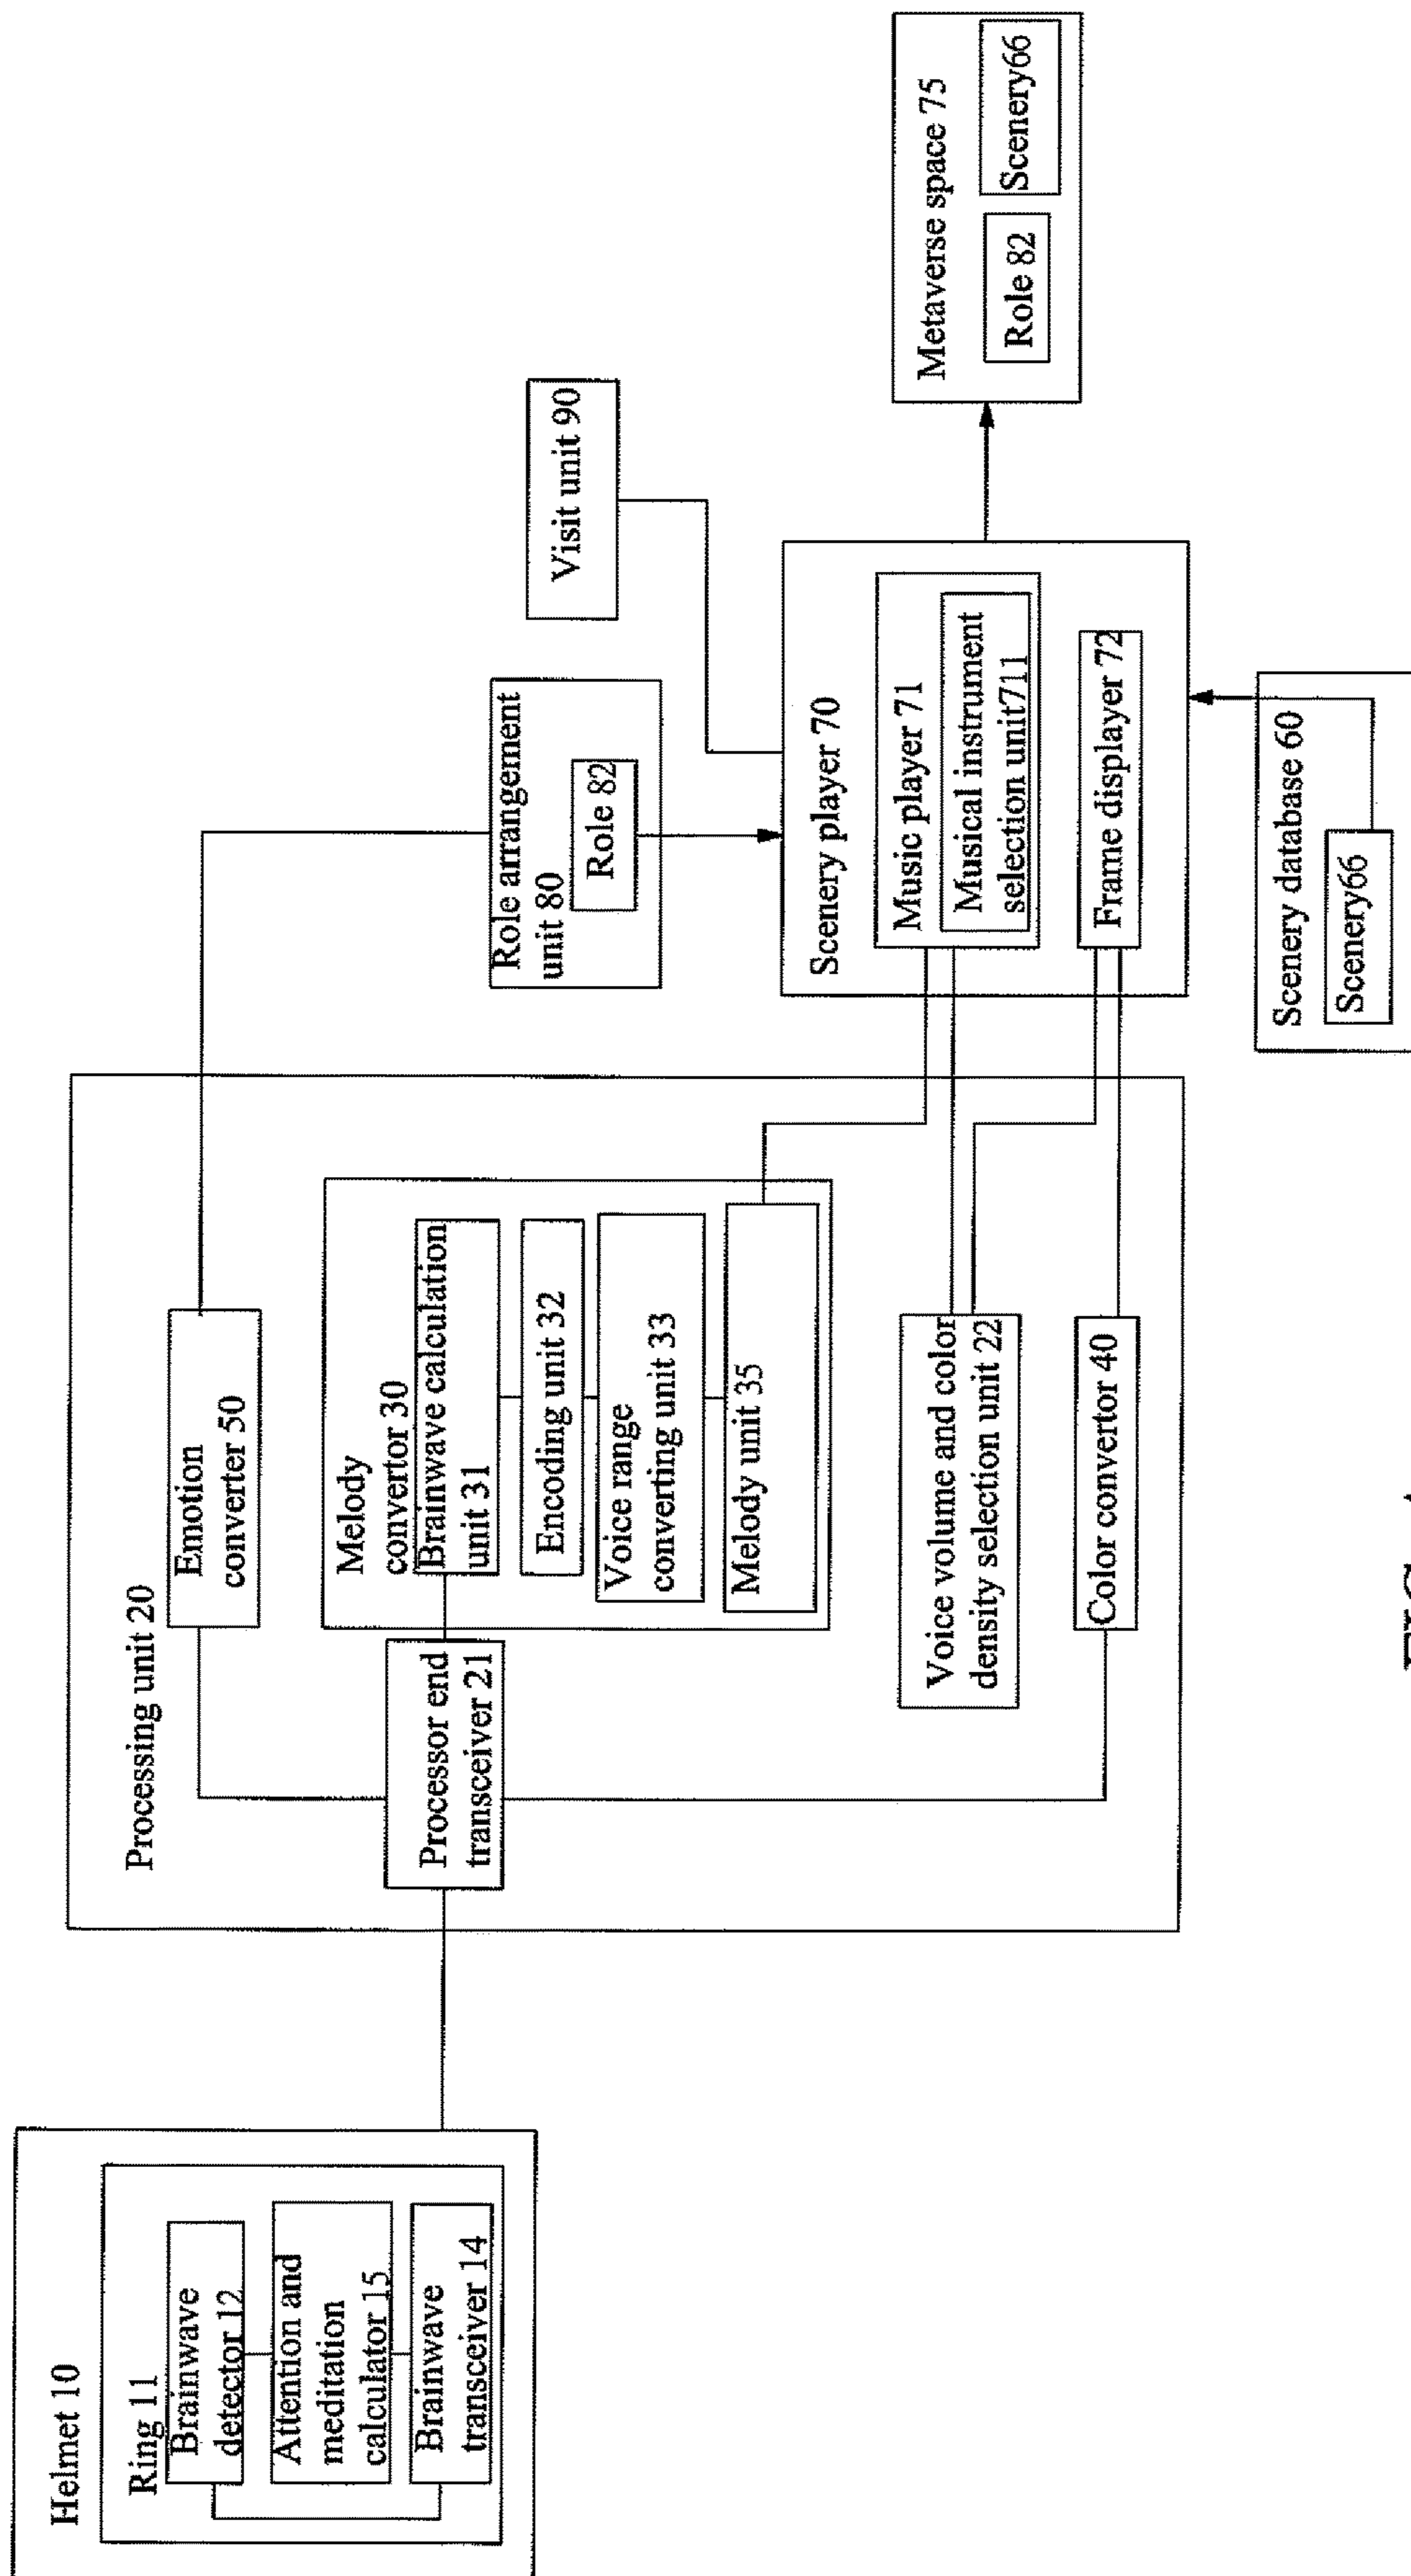 Helmet 10
Ring 11
Brainwave
detector 12
Attention and
meditation
calculator 15
Brainwave
transceiver 14
Processing unit 20
Processor end
transceiver 21
Emotion
converter 50
Melody
convertor 30
Brainwave calculation
unit 31
Encoding unit 32
Voice range
converting unit 33
Melody unit 35
Voice volume and color
density selection unit 22
Color convertor 40
Role arrangement
unit 80
Role 82
Visit unit 90
Scenery player 70
Music player 71
Musical instrument
selection unit711
Frame displayer 72
Scenery database 60
Scenery66
Metaverse space 75
Role 82
Scenery66